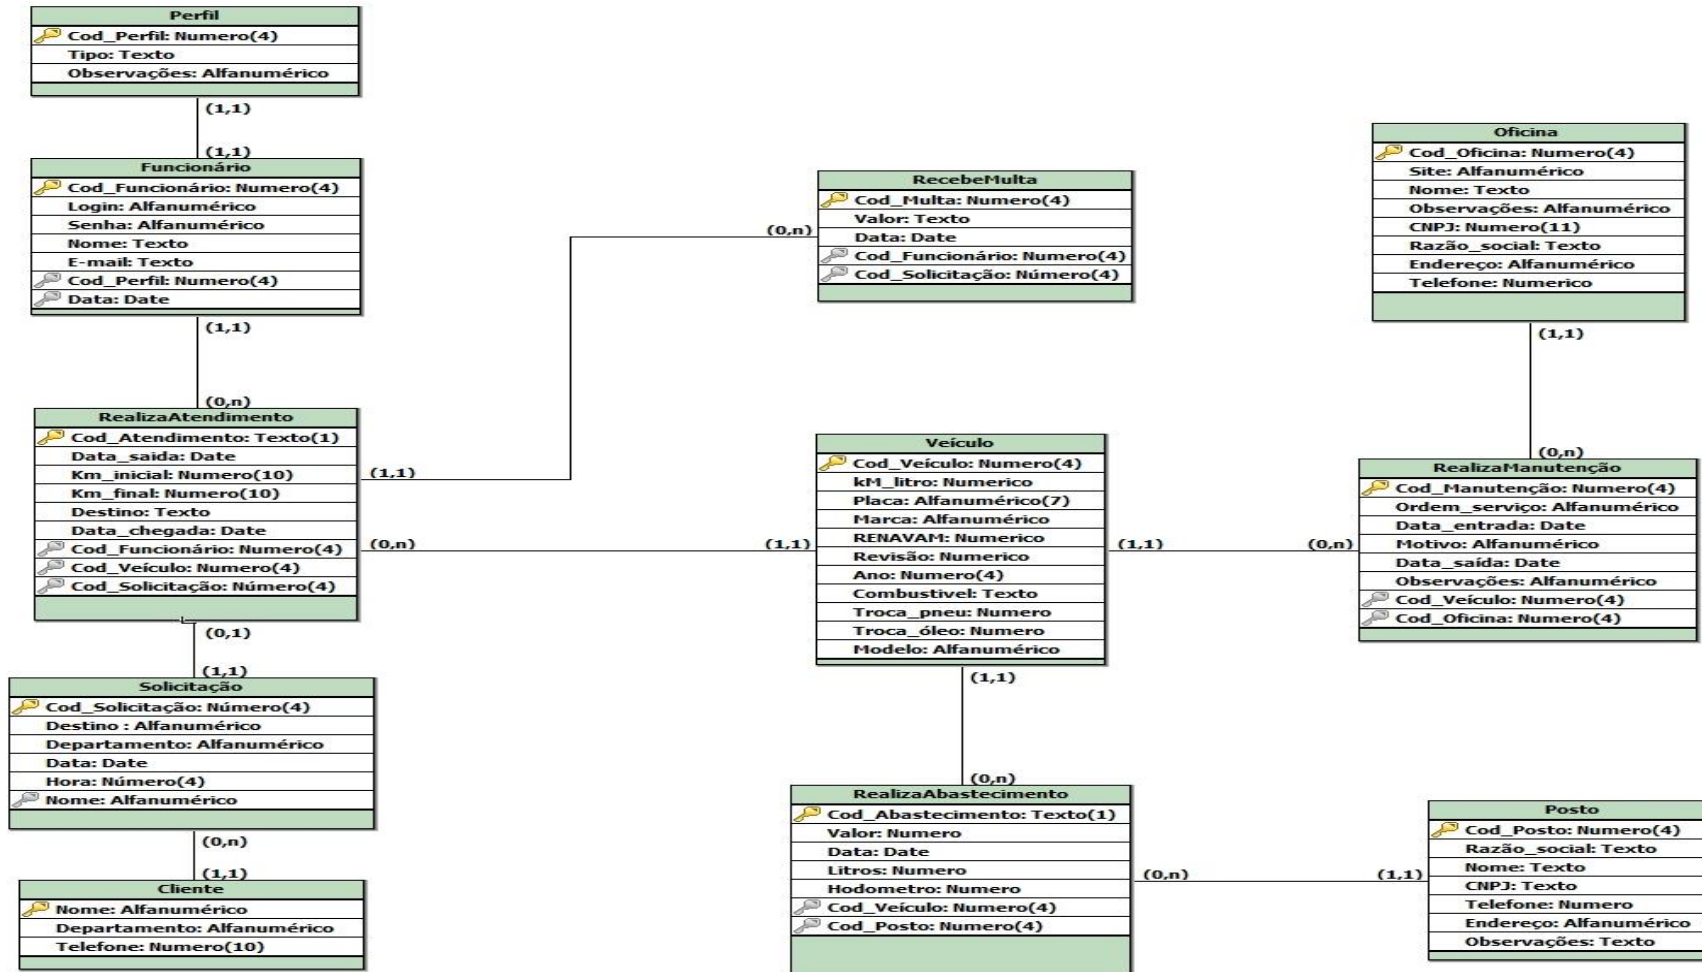 Perfil
Cod_Perfil: Numero(4)
Tipo: Texto
Observações: Alfanumérico
(1,1)
(1,1)
Funcionário
Cod_Funcionário: Numero(4)
Login: Alfanumérico
Senha: Alfanumérico
Nome: Texto
E-mail: Texto
Cod_Perfil: Numero(4)
Data: Date
(1,1)
(0,n)
RealizaAtendimento
Cod_Atendimento: Texto(1)
Data_saida: Date
Km_inicial: Numero(10)
Km_final: Numero(10)
Destino: Texto
Data_chegada: Date
Cod_Funcionário: Numero(4)
Cod_Veículo: Numero(4)
Cod_Solicitação: Número(4)
(1,1)
(0,n)
(0,1)
(1,1)
Solicitação
Cod_Solicitação: Número(4)
Destino : Alfanumérico
Departamento: Alfanumérico
Data: Date
Hora: Número(4)
Nome: Alfanumérico
(0,n)
(1,1)
Cliente
Nome: Alfanumérico
Departamento: Alfanumérico
Telefone: Numero(10)
(0,n)
RecebeMulta
Cod_Multa: Numero(4)
Valor: Texto
Data: Date
Cod_Funcionário: Numero(4)
Cod_Solicitação: Número(4)
(1,1)
Veículo
Cod_Veículo: Numero(4)
kM_litro: Numerico
Placa: Alfanumérico(7)
Marca: Alfanumérico
RENAVAM: Numerico
Revisão: Numerico
Ano: Numero(4)
Combustivel: Texto
Troca_pneu: Numero
Troca_óleo: Numero
Modelo: Alfanumérico
(1,1)
(1,1)
(0,n)
RealizaAbastecimento
Cod_Abastecimento: Texto(1)
Valor: Numero
Data: Date
Litros: Numero
Hodometro: Numero
Cod_Veículo: Numero(4)
Cod_Posto: Numero(4)
(0,n)
Oficina
Cod_Oficina: Numero(4)
Site: Alfanumérico
Nome: Texto
Observações: Alfanumérico
CNPJ: Numero(11)
Razão_social: Texto
Endereço: Alfanumérico
Telefone: Numerico
(1,1)
(0,n)
RealizaManutenção
Cod_Manutenção: Numero(4)
Ordem_serviço: Alfanumérico
Data_entrada: Date
Motivo: Alfanumérico
Data_saída: Date
Observações: Alfanumérico
Cod_Veículo: Numero(4)
Cod_Oficina: Numero(4)
(0,n)
(1,1)
Posto
Cod_Posto: Numero(4)
Razão_social: Texto
Nome: Texto
CNPJ: Texto
Telefone: Numero
Endereço: Alfanumérico
Observações: Texto